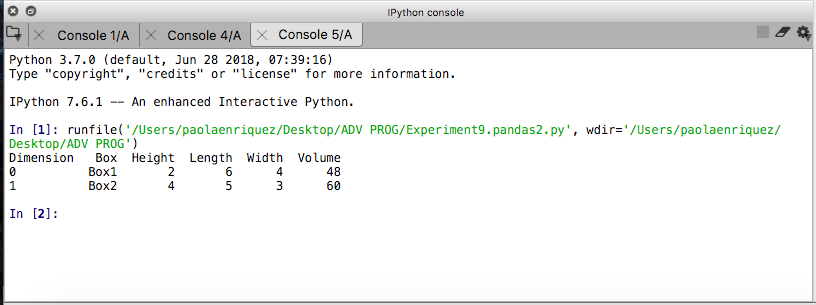 IPython console
Console 1/A Console 4/A Console 5/A
Python 3.7.0 (default, Jun 28 2018, 07:39:16)
Type "copyright", "credits" or "license" for more information.
IPython 7.6.1 -- An enhanced Interactive Python.
In [1]: runfile('/Users/paolaenriquez/Desktop/ADV PROG/Experiment9.pandas2.py', wdir='/Users/paolaenriquez/
Desktop/ADV PROG')
Dimension   Box  Height  Length  Width  Volume
0          Box1       2       6      4      48
1          Box2       4       5      3      60
In [2]: